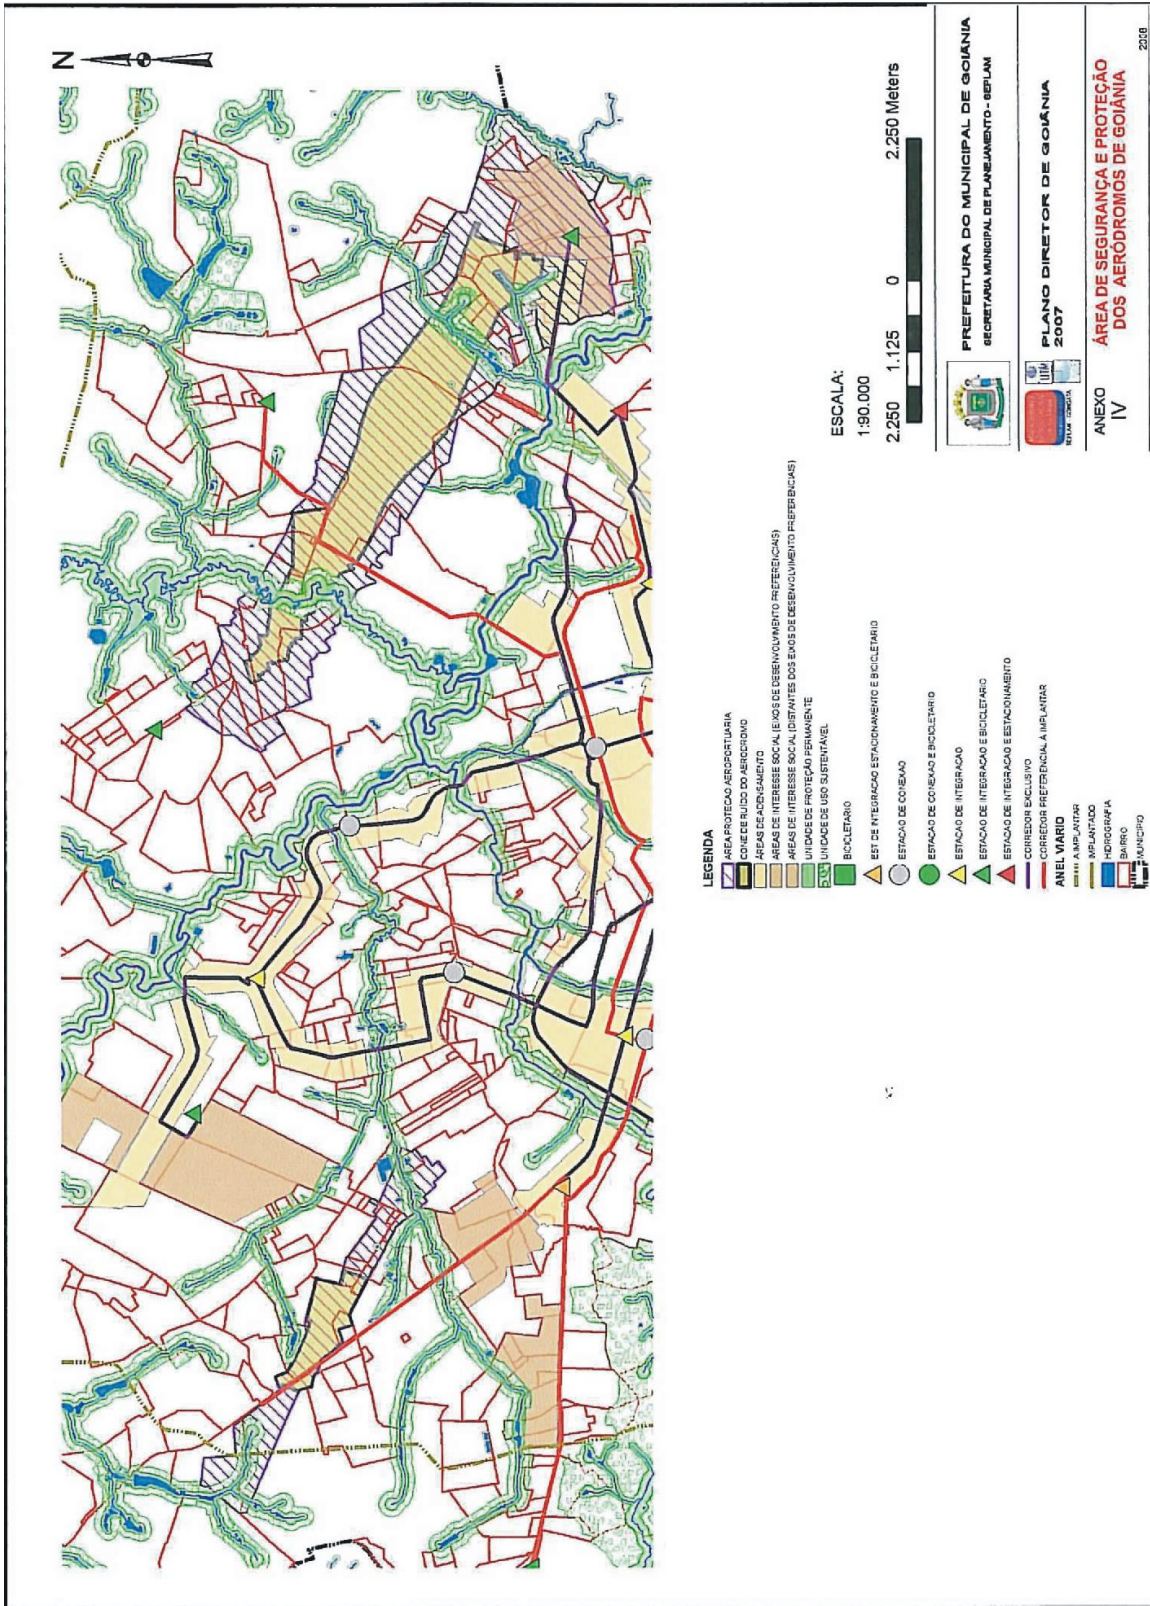 N
LEGENDA
AREA PROTECAO AEROPORTUARIA
CONE DE RUÍDO DO AERODROMO
ÁREAS DE ADENSAMENTO
AREAS DE INTERESSE SOCIAL (EIXOS DE DESENVOLVIMENTO PREFERENCIAIS)
AREAS DE INTERESSE SOCIAL (DISTANTES DOS EIXOS DE DESENVOLVIMENTO PREFERENCIAIS)
UNIDADE DE PROTEÇÃO PERMANENTE
UNIDADE DE USO SUSTENTÁVEL
BICICLETARIO
EST DE INTEGRACAO ESTACIONAMENTO E BICICLETARIO
ESTACAO DE CONEXAO
ESTACAO DE CONEXAO E BICICLETARIO
ESTACAO DE INTEGRACAO
ESTACAO DE INTEGRACAO E BICICLETARIO
ESTACAO DE INTEGRACAO E ESTACIONAMENTO
CORREDOR EXCLUSIVO
CORREDOR PREFERENCIAL A IMPLANTAR
ANEL VIARIO
A IMPLANTAR
IMPLANTADO
HIDROGRAFIA
BAIRRO
MUNICIPIO
ESCALA:
1:90.000
2.250 1.125 0 2.250 Meters
PREFEITURA DO MUNICIPAL DE GOIÂNIA
SECRETARIA MUNICIPAL DE PLANEJAMENTO - SEPLAM
PLANO DIRETOR DE GOIÂNIA
2007
ANEXO
IV
ÁREA DE SEGURANÇA E PROTEÇÃO
DOS AERÓDROMOS DE GOIÂNIA
2008